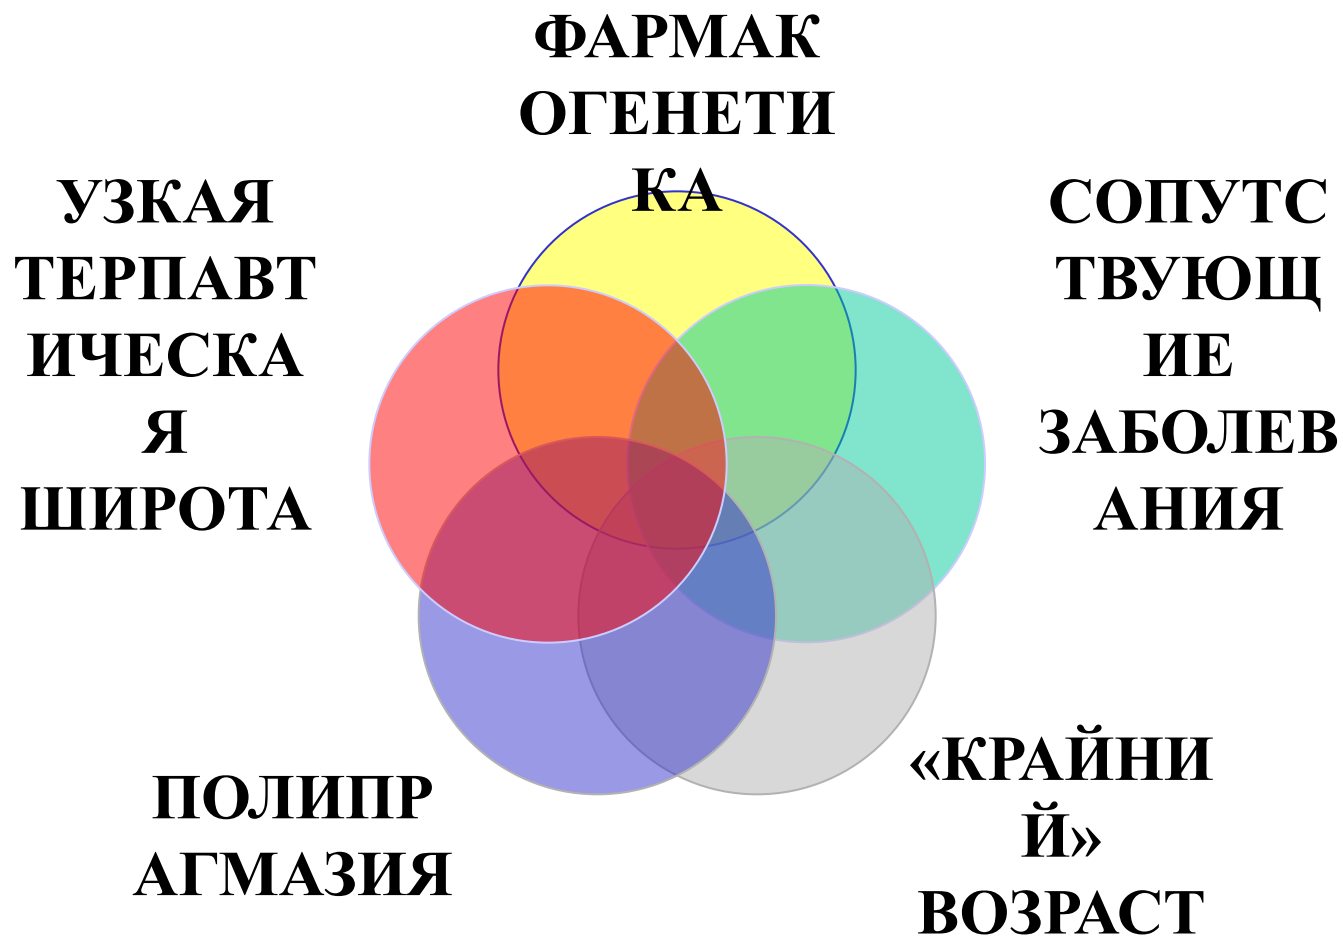 ФАРМАК
ОГЕНЕТИ
КА
УЗКАЯ
ТЕРПАВТ
ИЧЕСКА
Я
ШИРОТА
СОПУТС
ТВУЮЩ
ИЕ
ЗАБОЛЕВ
АНИЯ
ПОЛИПР
АГМАЗИЯ
«КРАЙНИ
Й»
ВОЗРАСТ